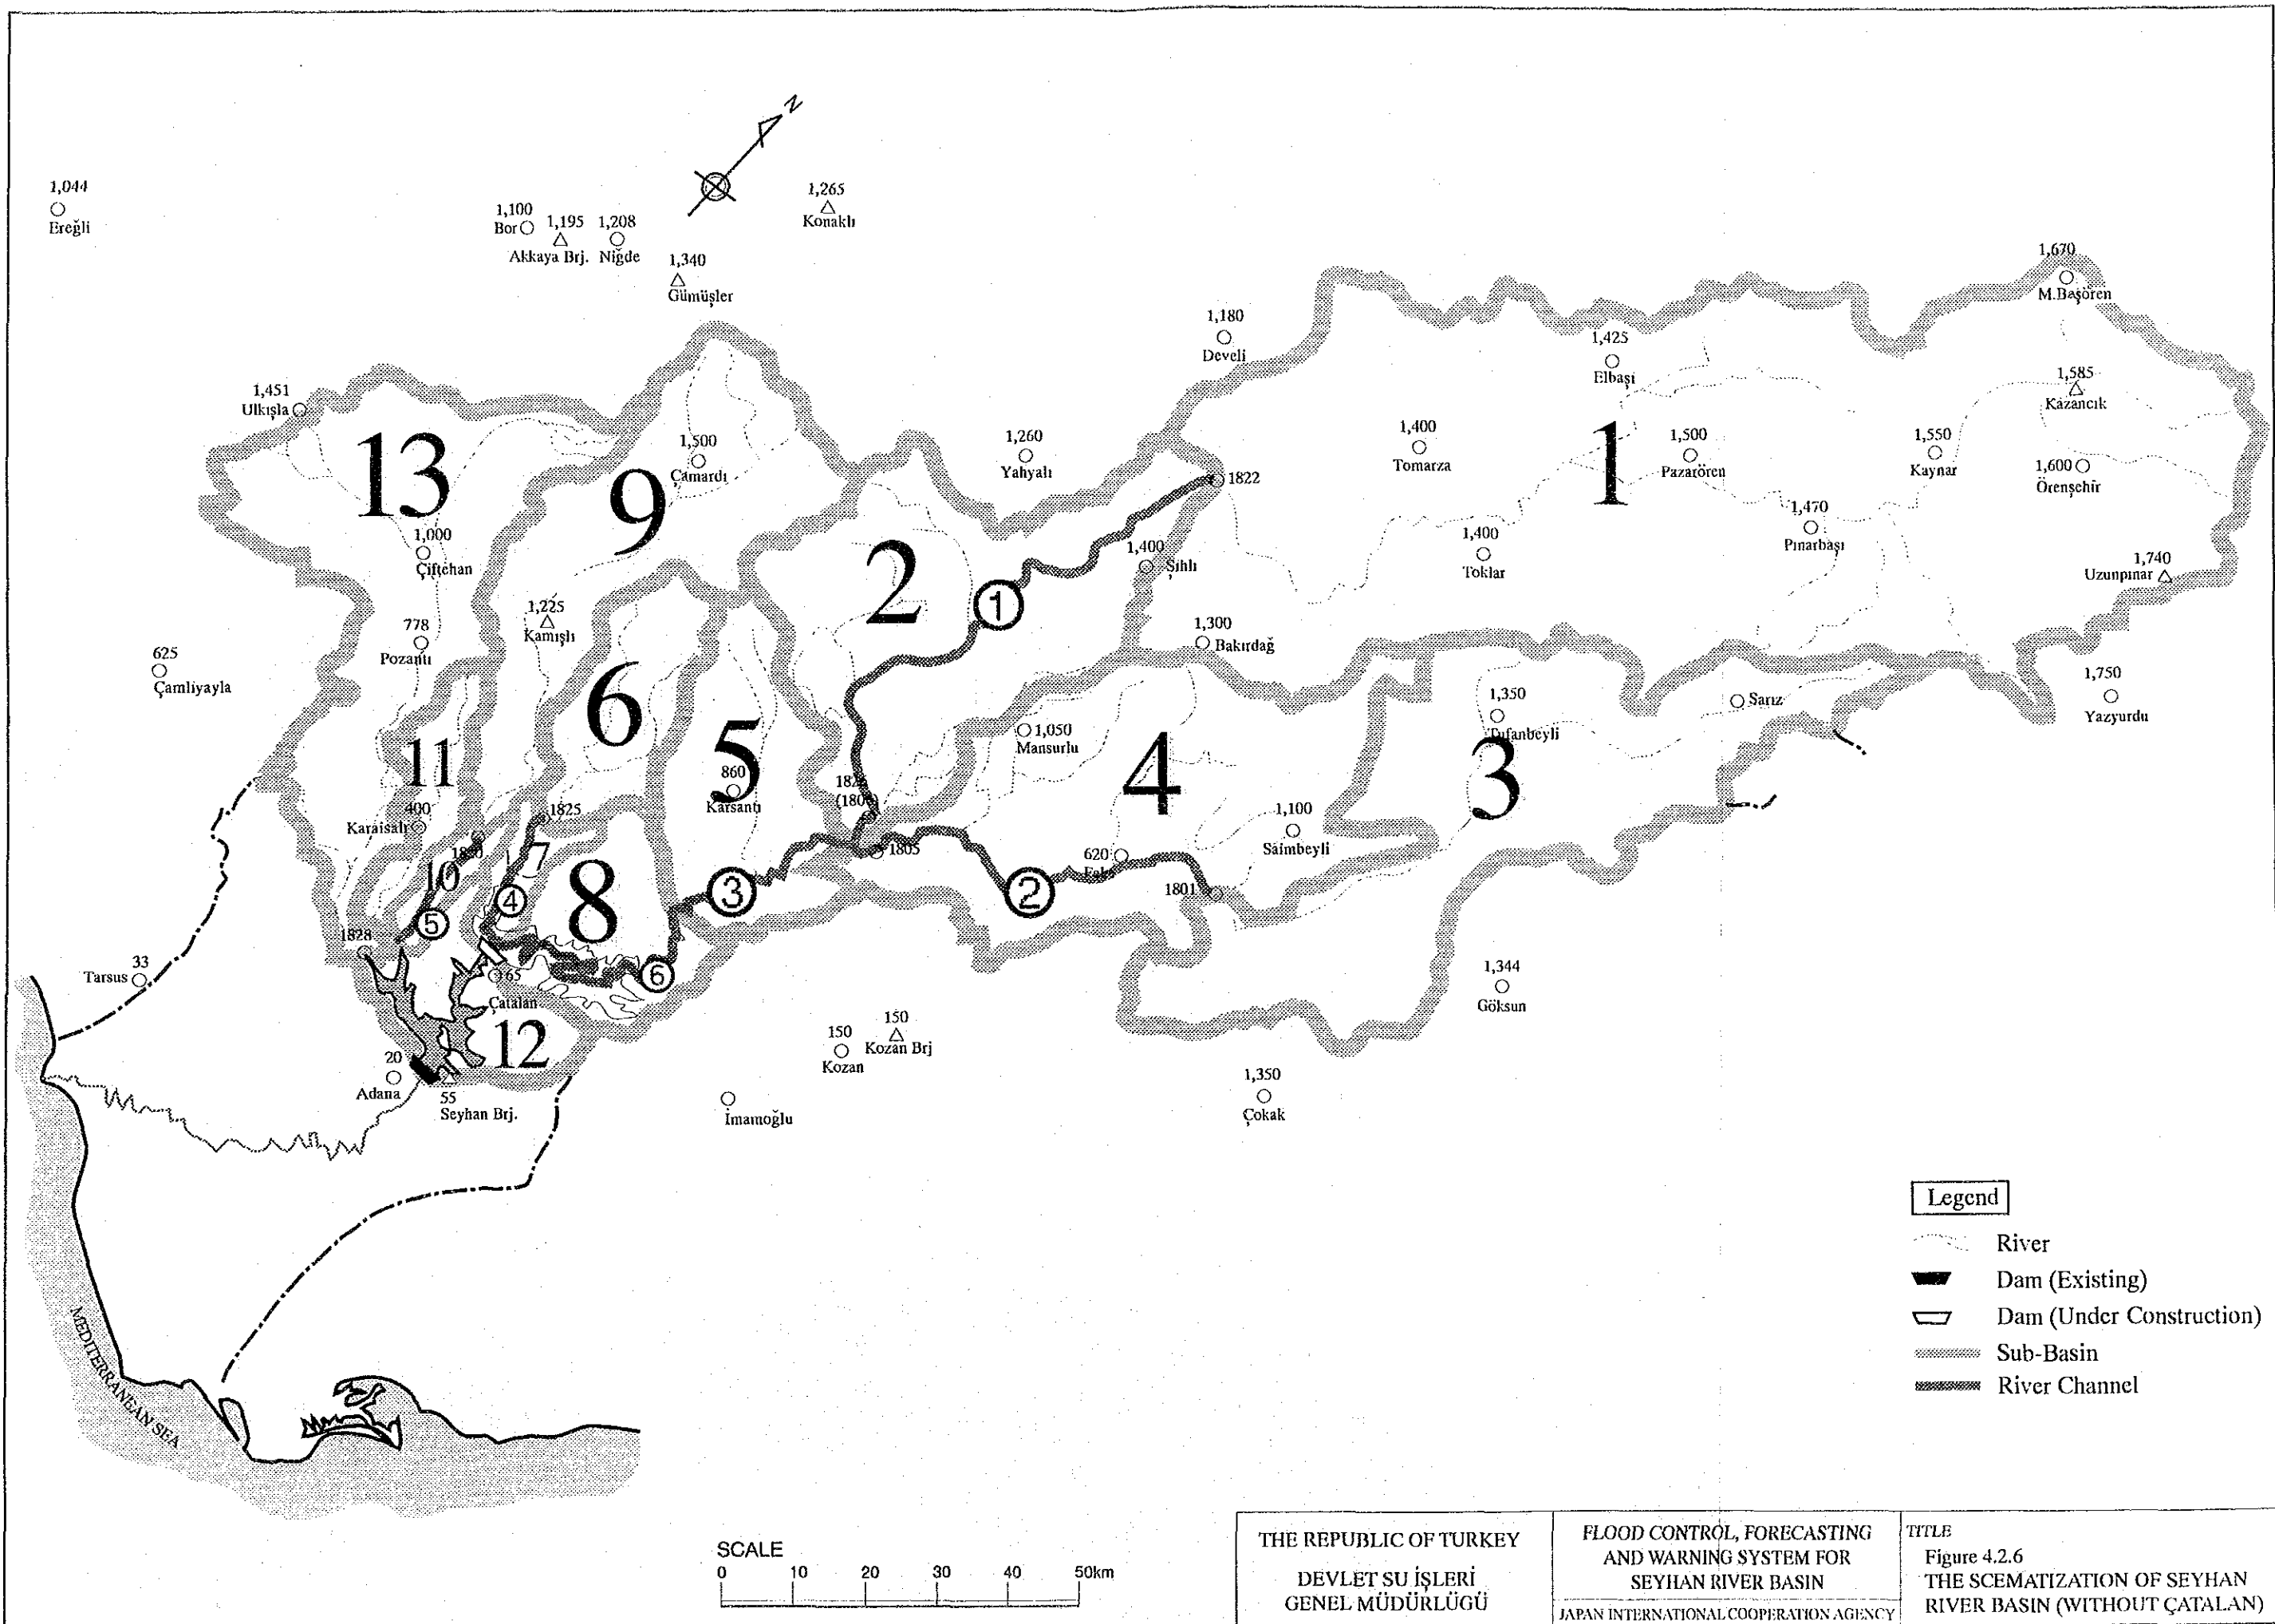 N
1,044
Ereğli
1,100
Bor
1,195
Akkaya Brj.
1,208
Niğde
1,265
Konaklı
1,340
Gümüşler
1,670
M.Başören
1,180
Develi
1,425
Elbaşi
1,585
Kazancık
1,451
Ulkışla
13
1,500
Çamardı
9
1,260
Yahyalı
1822
1,400
Tomarza
1
1,500
Pazarören
1,550
Kaynar
1,600
Örenşehir
1,470
Pınarbaşı
1,000
Çiftehan
2
1,400
Şıhlı
1,400
Toklar
1,740
Uzunpınar
1
1,225
Kamışlı
778
Pozantı
1,300
Bakırdağ
625
Çamliyayla
6
1,350
Tufanbeyli
Sarız
1,750
Yazyurdu
5
1,050
Mansurlu
4
3
11
860
Karsantı
400
Karaisalı
1825
1,100
Saimbeyli
7
10
1805
620
1801
8
3
2
4
5
1828
6
65
Çatalan
Tarsus
33
1,344
Göksun
12
150
Kozan
150
Kozan Brj
20
Adana
55
Seyhan Brj.
İmamoğlu
1,350
Çokak
MEDITERRANEAN SEA
Legend
River
Dam (Existing)
Dam (Under Construction)
Sub-Basin
River Channel
SCALE
0 10 20 30 40 50km
THE REPUBLIC OF TURKEY
DEVLET SU İŞLERİ
GENEL MÜDÜRLÜGÜ
FLOOD CONTROL, FORECASTING
AND WARNING SYSTEM FOR
SEYHAN RIVER BASIN
JAPAN INTERNATIONAL COOPERATION AGENCY
TITLE
Figure 4.2.6
THE SCEMATIZATION OF SEYHAN
RIVER BASIN (WITHOUT ÇATALAN)